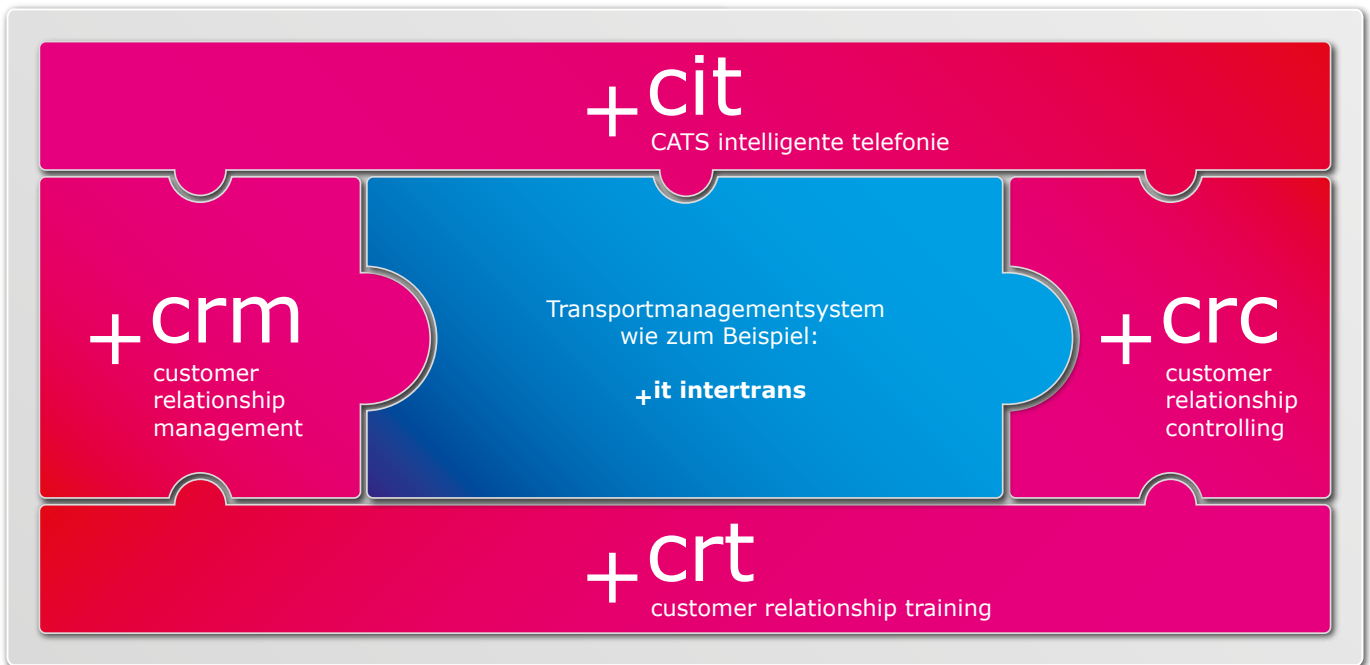 +cit
CATS intelligente telefonie
+crm
customer
relationship
management
Transportmanagementsystem
wie zum Beispiel:
+it intertrans
+crc
customer
relationship
controlling
+crt
customer relationship training